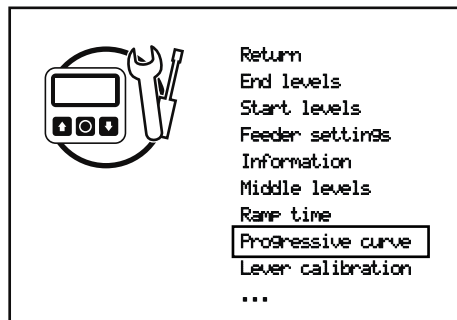 Return
End levels
Start levels
Feeder settings
Information
Middle levels
Ramp time
Progressive curve
Lever calibration
...